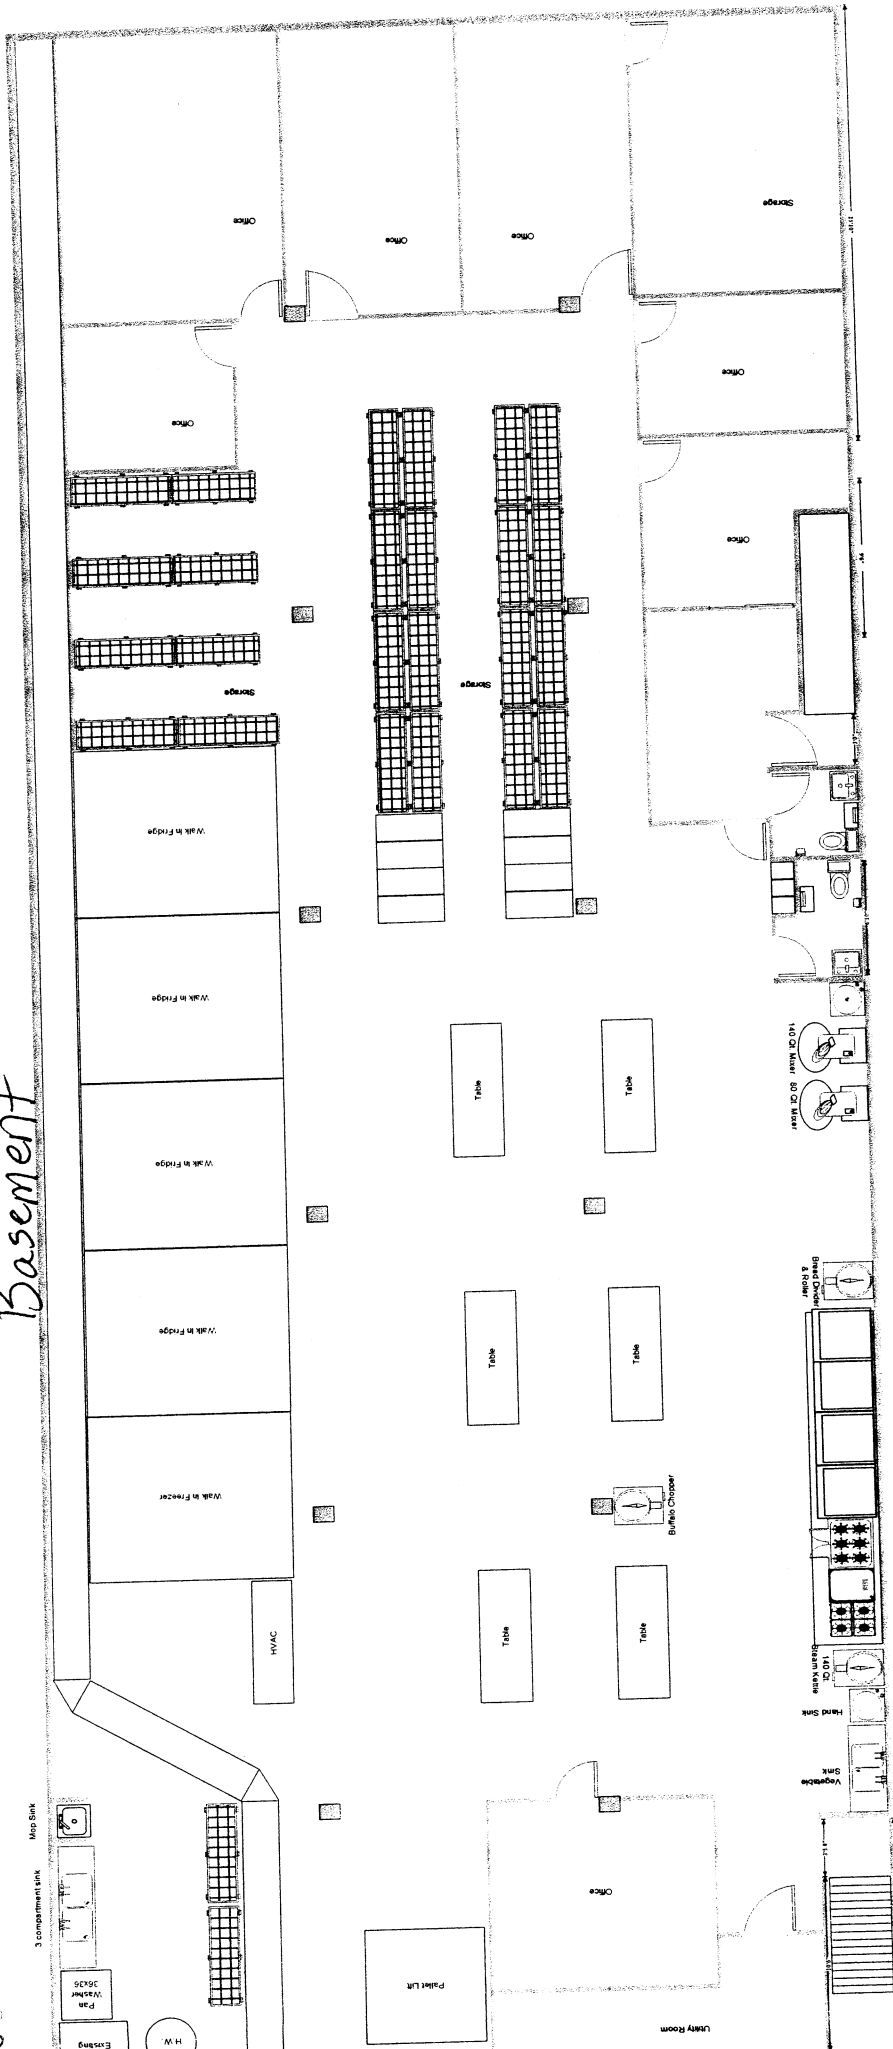 Storage
Office
Office
Office
Office
Office
Office
Storage
Storage
Walk in Fridge
Walk in Fridge
Walk in Fridge
Walk in Fridge
Walk in Freezer
Basement
140 Qt. Mixer
80 Qt. Mixer
Table
Table
Bread Divider
& Roller
Table
Table
Buffalo Chopper
HVAC
Table
Table
140 Qt
Steam Kettle
Hand Sink
Vegetable
Sink
Mop Sink
3 compartment sink
Pan
Washer
36x36
Existing
H.W.
Pallet Lift
Office
Utility Room